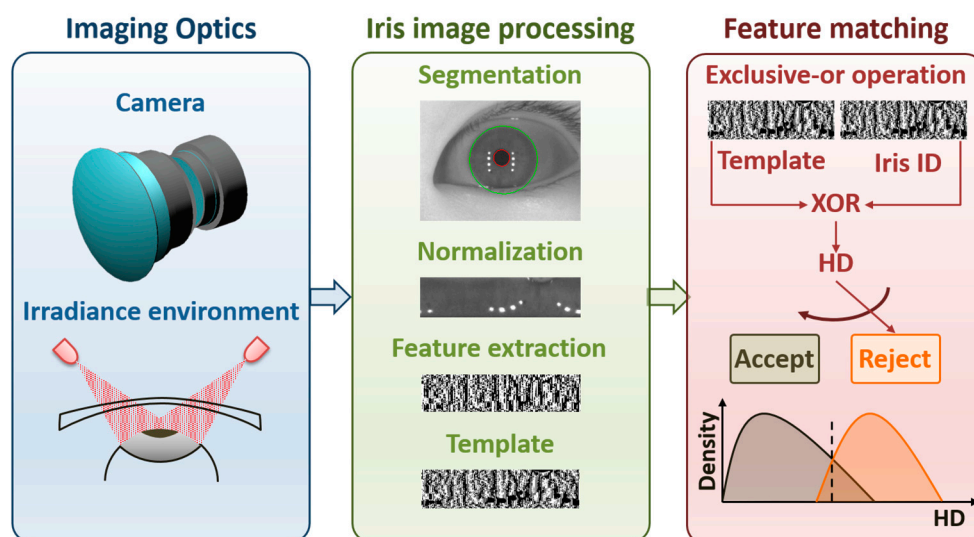 Imaging Optics
Camera
Irradiance environment
Iris image processing
Segmentation
Normalization
Feature extraction
Template
Feature matching
Exclusive-or operation
Template
Iris ID
XOR
HD
Accept
Reject
Density
HD